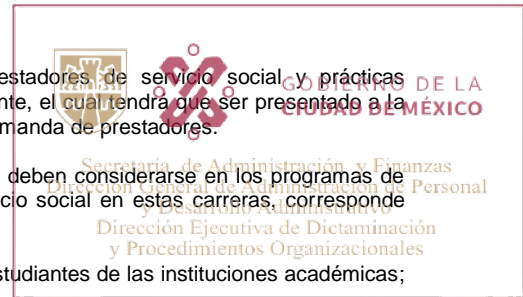 estadores de servicio social y prácticas
GOBIERNO DE LA
CIUDAD DE MÉXICO
nte, el cual tendrá que ser presentado a la
manda de prestadores.
Secretaría de Administración y Finanzas
deben considerarse en los programas de
Dirección General de Administración de Personal
y Desarrollo Administrativo
cio social en estas carreras, corresponde
Dirección Ejecutiva de Dictaminación
y Procedimientos Organizacionales
studiantes de las instituciones académicas;